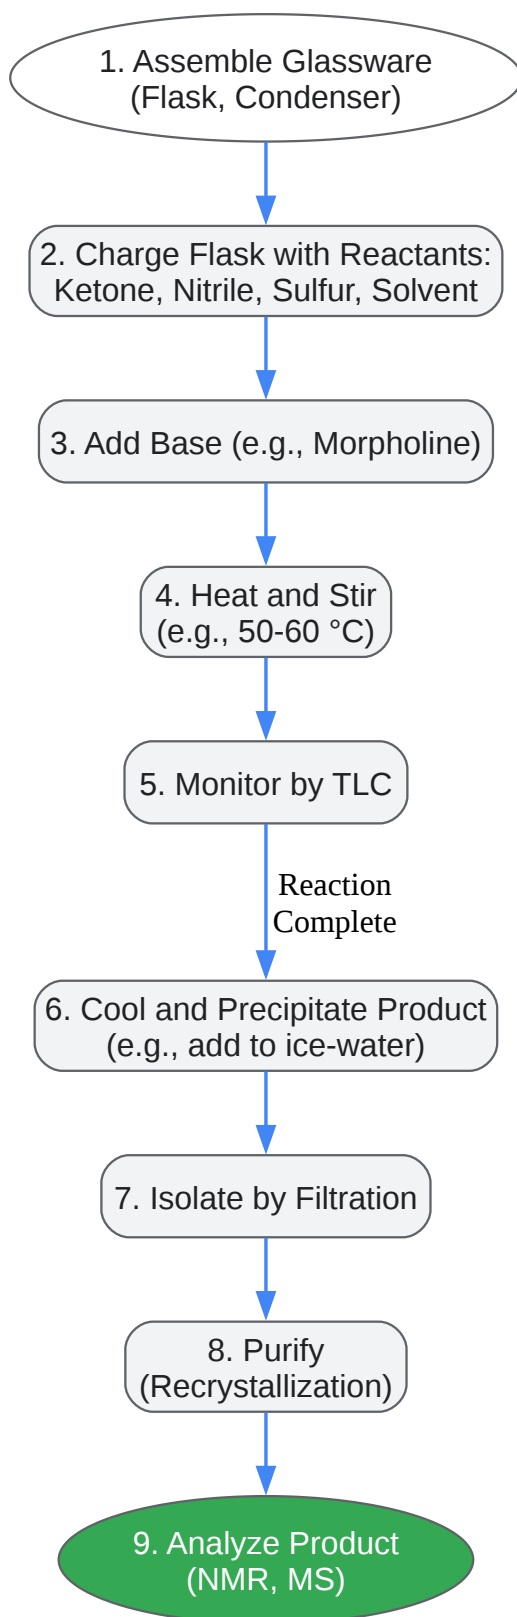 1. Assemble Glassware
(Flask, Condenser)
2. Charge Flask with Reactants:
Ketone, Nitrile, Sulfur, Solvent
3. Add Base (e.g., Morpholine)
4. Heat and Stir
(e.g., 50-60 °C)
5. Monitor by TLC
Reaction
Complete
6. Cool and Precipitate Product
(e.g., add to ice-water)
7. Isolate by Filtration
8. Purify
(Recrystallization)
9. Analyze Product
(NMR, MS)